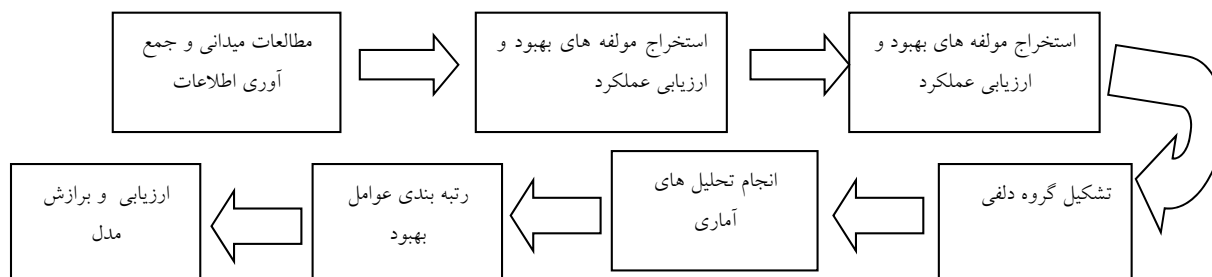 مطالعات میدانی و جمع
آوری اطلاعات
استخراج مولفه های بهبود و
ارزیابی عملکرد
استخراج مولفه های بهبود و
ارزیابی عملکرد
تشکیل گروه دلفی
انجام تحلیل های
آماری
رتبه بندی عوامل
بهبود
ارزیابی و برازش
مدل